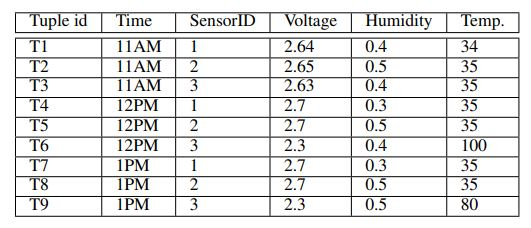 Tuple id Time SensorID Voltage Humidity Temp.
T1 11AM 1 2.64 0.4 34
T2 11AM 2 2.65 0.5 35
T3 11AM 3 2.63 0.4 35
T4 12PM 1 2.7 0.3 35
T5 12PM 2 2.7 0.5 35
T6 12PM 3 2.3 0.4 100
T7 1PM 1 2.7 0.3 35
T8 1PM 2 2.7 0.5 35
T9 1PM 3 2.3 0.5 80